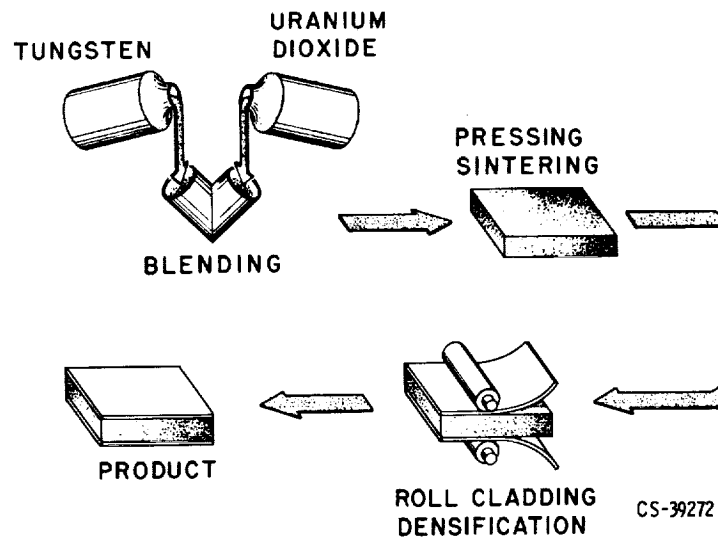 TUNGSTEN
URANIUM
DIOXIDE
BLENDING
PRESSING
SINTERING
PRODUCT
ROLL CLADDING
DENSIFICATION
CS-39272